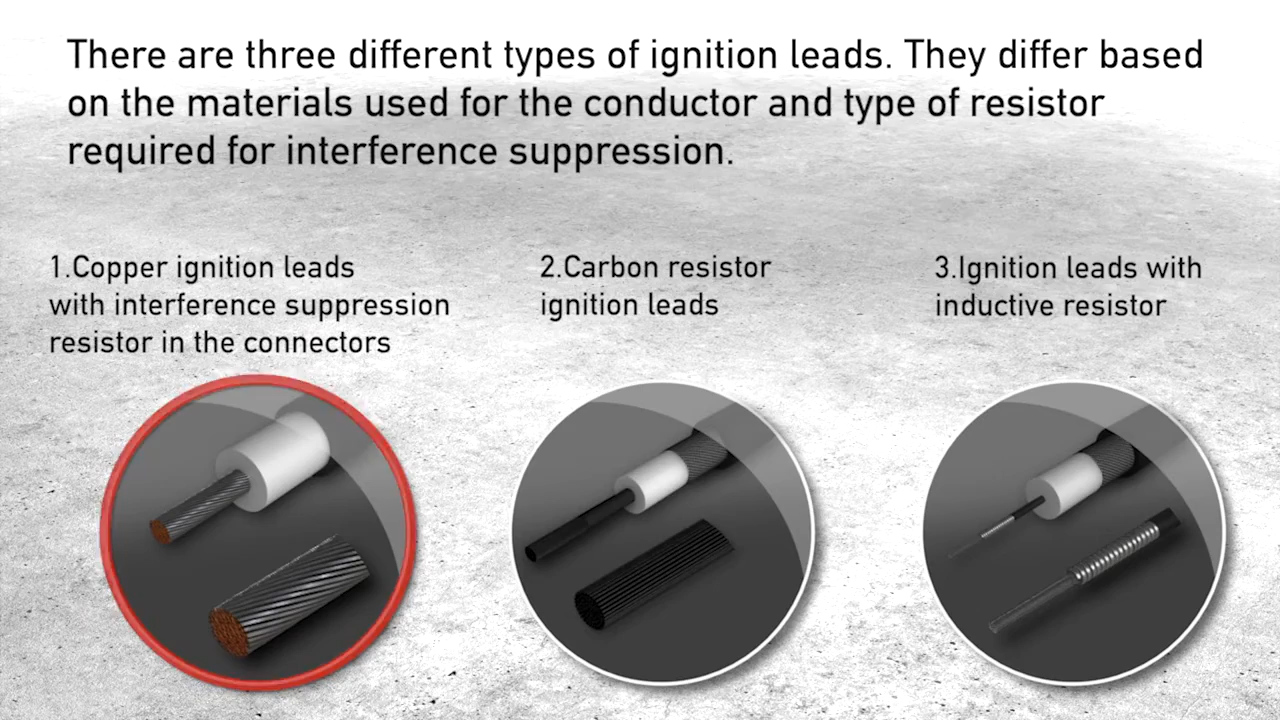 There are three different types of ignition leads. They differ based
on the materials used for the conductor and type of resistor
required for interference suppression.
1.Copper ignition leads
with interference suppression
resistor in the connectors
2.Carbon resistor
ignition leads
3.Ignition leads with
inductive resistor